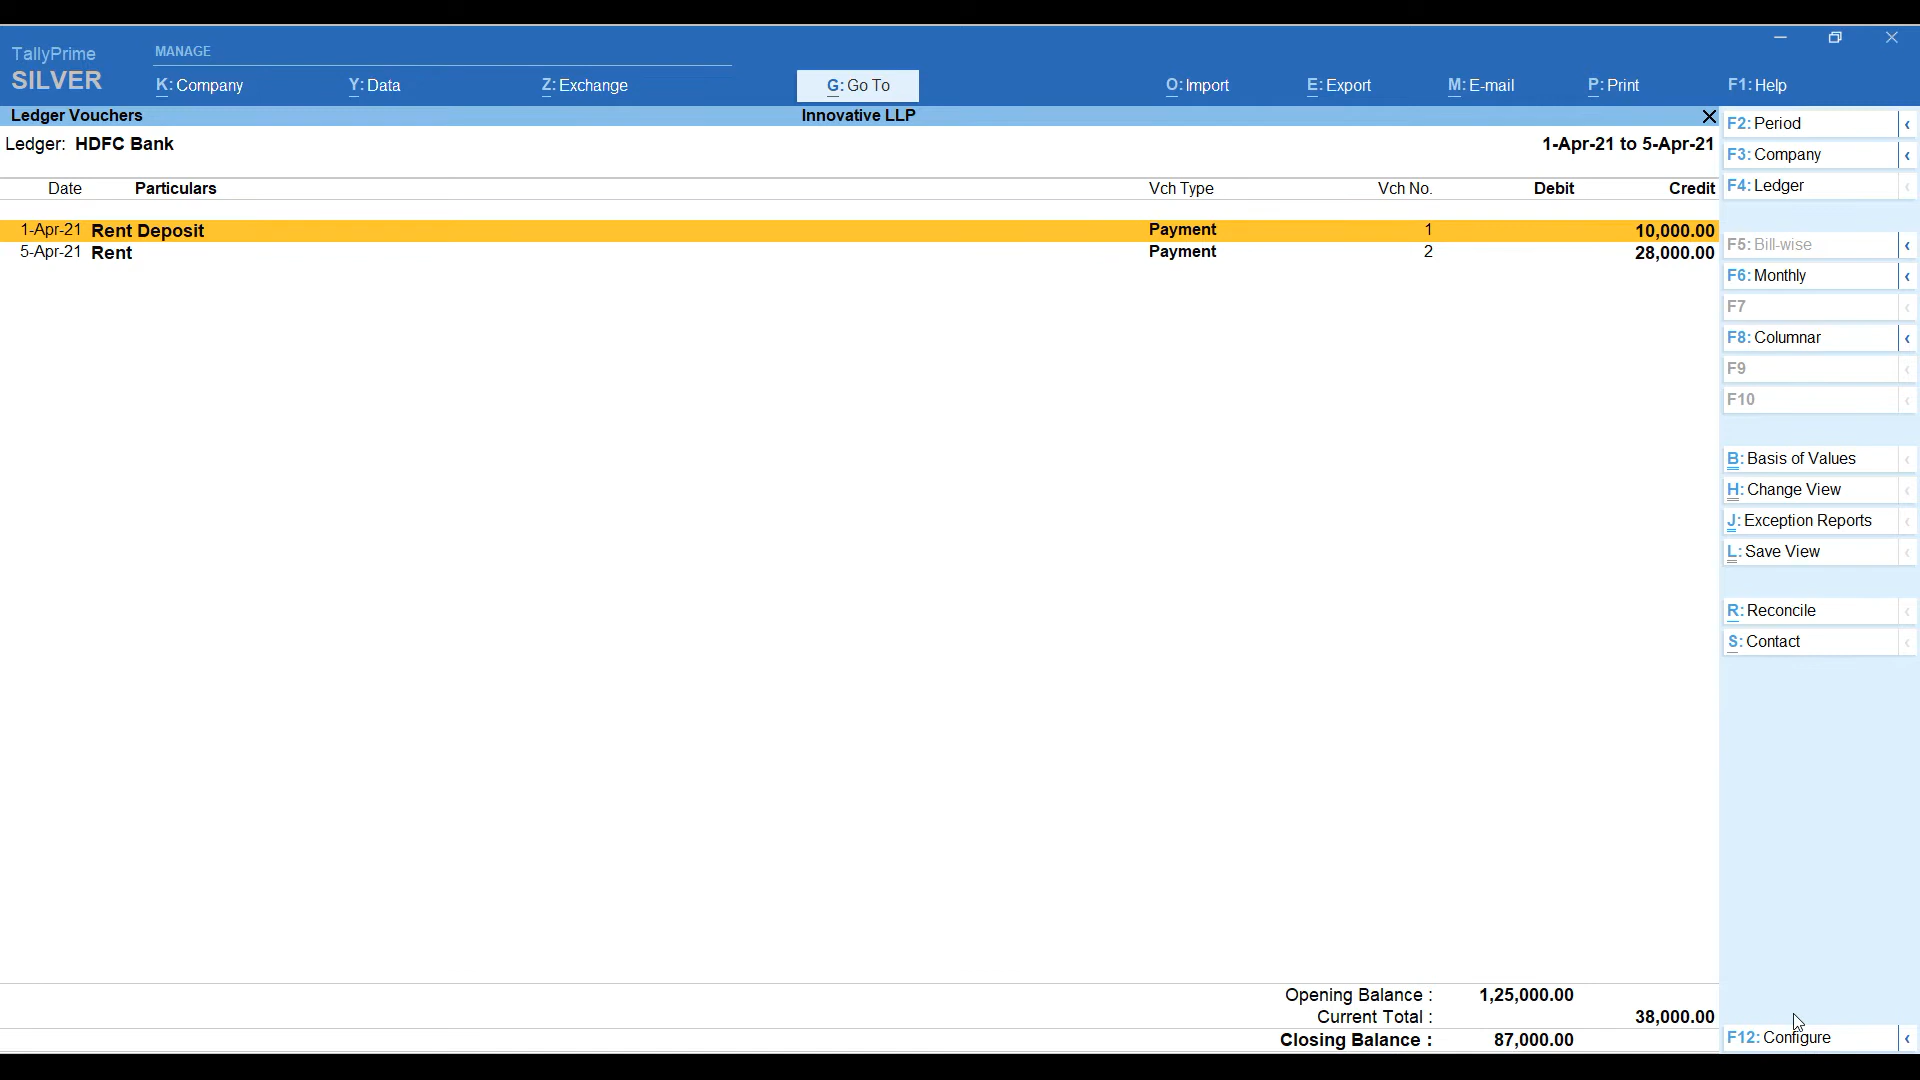 TallyPrime
SILVER
MANAGE
K: Company Y: Data Z: Exchange G: Go To O: Import E: Export M: E-mail P: Print F1: Help
Ledger Vouchers Innovative LLP
Ledger: HDFC Bank 1-Apr-21 to 5-Apr-21
Date Particulars Vch Type Vch No. Debit Credit
1-Apr-21 Rent Deposit Payment 1 10,000.00
5-Apr-21 Rent Payment 2 28,000.00
Opening Balance : 1,25,000.00
Current Total : 38,000.00
Closing Balance : 87,000.00
F2: Period
F3: Company
F4: Ledger
F5: Bill-wise
F6: Monthly
F7
F8: Columnar
F9
F10
B: Basis of Values
H: Change View
J: Exception Reports
L: Save View
R: Reconcile
S: Contact
F12: Configure